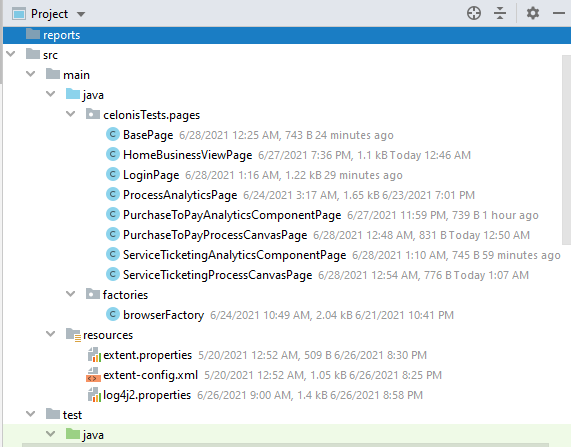 Project
reports
src
main
java
celonisTests.pages
BasePage 6/28/2021 12:25 AM, 743 B 24 minutes ago
HomeBusinessViewPage 6/27/2021 7:36 PM, 1.1 kB Today 12:46 AM
LoginPage 6/28/2021 1:16 AM, 1.22 kB 29 minutes ago
ProcessAnalyticsPage 6/24/2021 3:17 AM, 1.65 kB 6/23/2021 7:01 PM
PurchaseToPayAnalyticsComponentPage 6/27/2021 11:59 PM, 739 B 1 hour ago
PurchaseToPayProcessCanvasPage 6/28/2021 12:48 AM, 831 B Today 12:50 AM
ServiceTicketingAnalyticsComponentPage 6/28/2021 1:10 AM, 745 B 59 minutes ago
ServiceTicketingProcessCanvasPage 6/28/2021 12:54 AM, 776 B Today 1:07 AM
factories
browserFactory 6/24/2021 10:49 AM, 2.04 kB 6/21/2021 10:41 PM
resources
extent.properties 5/20/2021 12:52 AM, 509 B 6/26/2021 8:30 PM
extent-config.xml 5/20/2021 12:52 AM, 1.05 kB 6/26/2021 8:25 PM
log4j2.properties 6/26/2021 9:00 AM, 1.4 kB 6/26/2021 8:58 PM
test
java